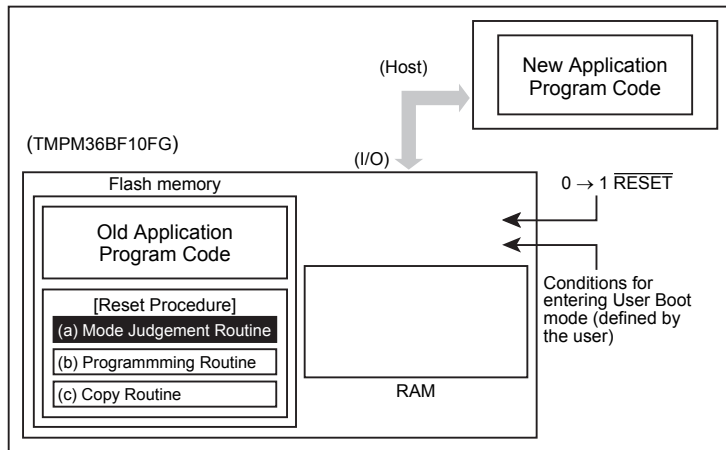 (Host)
New Application
Program Code
(TMPM36BF10FG)
(I/O)
Flash memory
0 → 1 RESET
Old Application
Program Code
[Reset Procedure]
(a) Mode Judgement Routine
(b) Programmming Routine
(c) Copy Routine
RAM
Conditions for
entering User Boot
mode (defined by
the user)